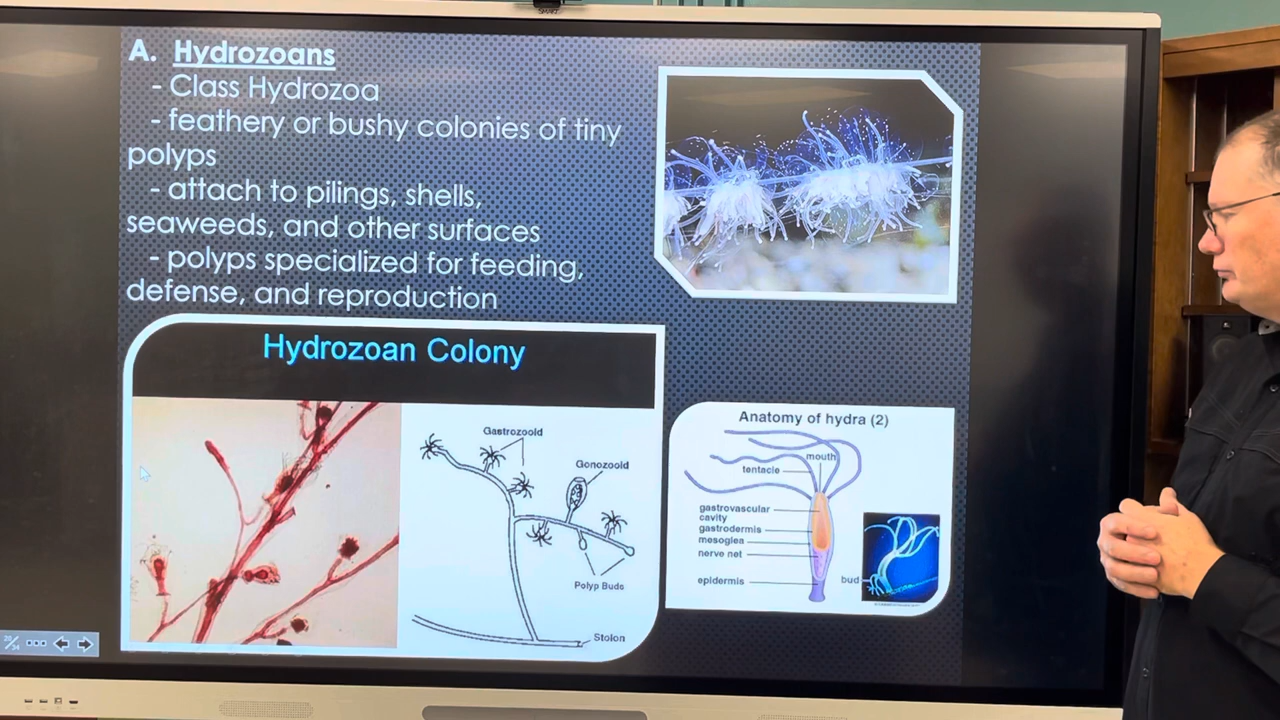 SMART
A. Hydrozoans
- Class Hydrozoa
- feathery or bushy colonies of tiny
polyps
- attach to pilings, shells,
seaweeds, and other surfaces
- polyps specialized for feeding,
defense, and reproduction
Hydrozoan Colony
Gastrozooid
Gonozooid
Polyp Buds
Stolon
Anatomy of hydra (2)
mouth
tentacle
gastrovascular
cavity
gastrodermis
mesoglea
nerve net
epidermis
bud